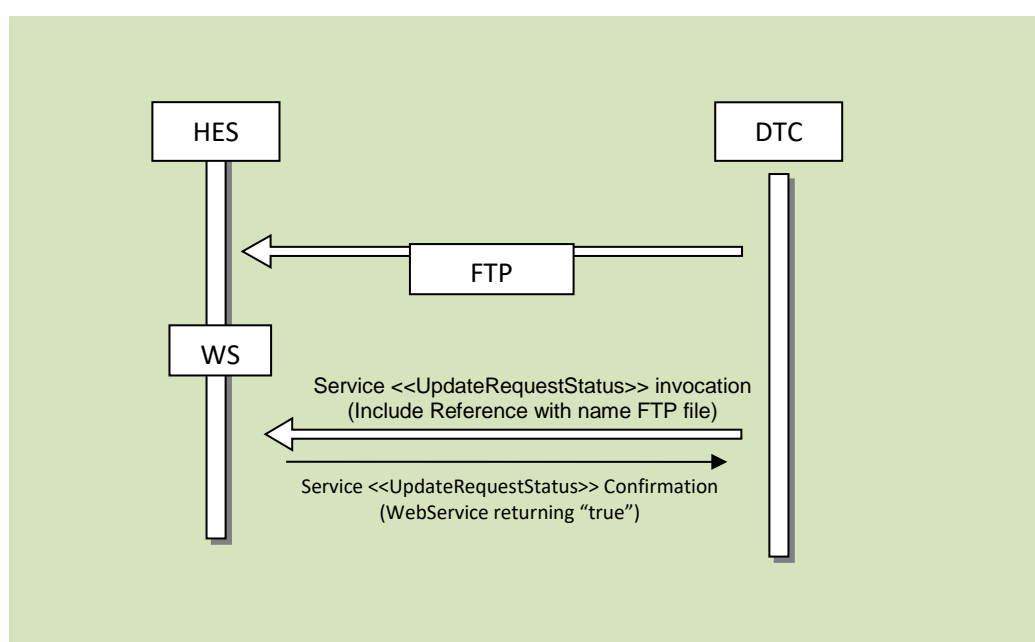 HES
DTC
FTP
WS
Service <<UpdateRequestStatus>> invocation
(Include Reference with name FTP file)
Service <<UpdateRequestStatus>> Confirmation
(WebService returning “true”)